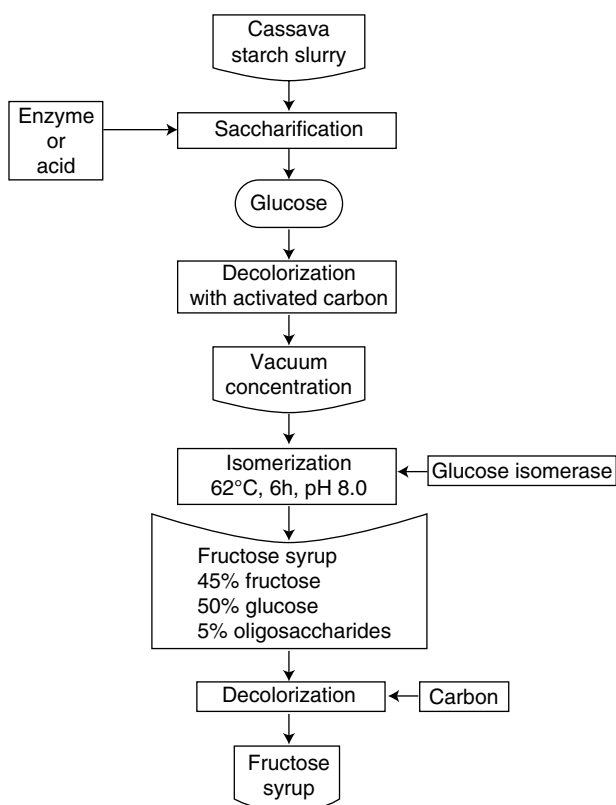 Cassava
starch slurry
Enzyme
or
acid
Saccharification
Glucose
Decolorization
with activated carbon
Vacuum
concentration
Isomerization
62°C, 6h, pH 8.0
Glucose isomerase
Fructose syrup
45% fructose
50% glucose
5% oligosaccharides
Decolorization
Carbon
Fructose
syrup